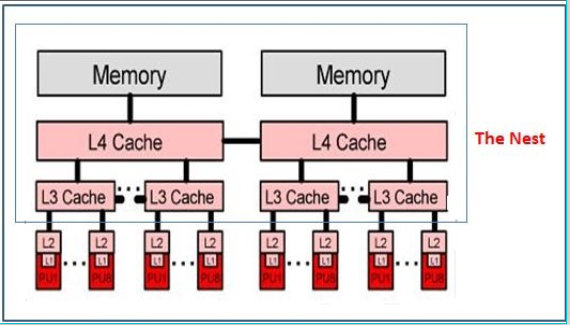 Memory
Memory
L4 Cache
L4 Cache
The Nest
L3 Cache
L3 Cache
L3 Cache
L3 Cache
L2
L2
L2
L2
L2
L2
L2
L2
L1
L1
L1
L1
L1
L1
L1
L1
PU1
PU8
PU1
PU8
PU1
PU8
PU1
PU8